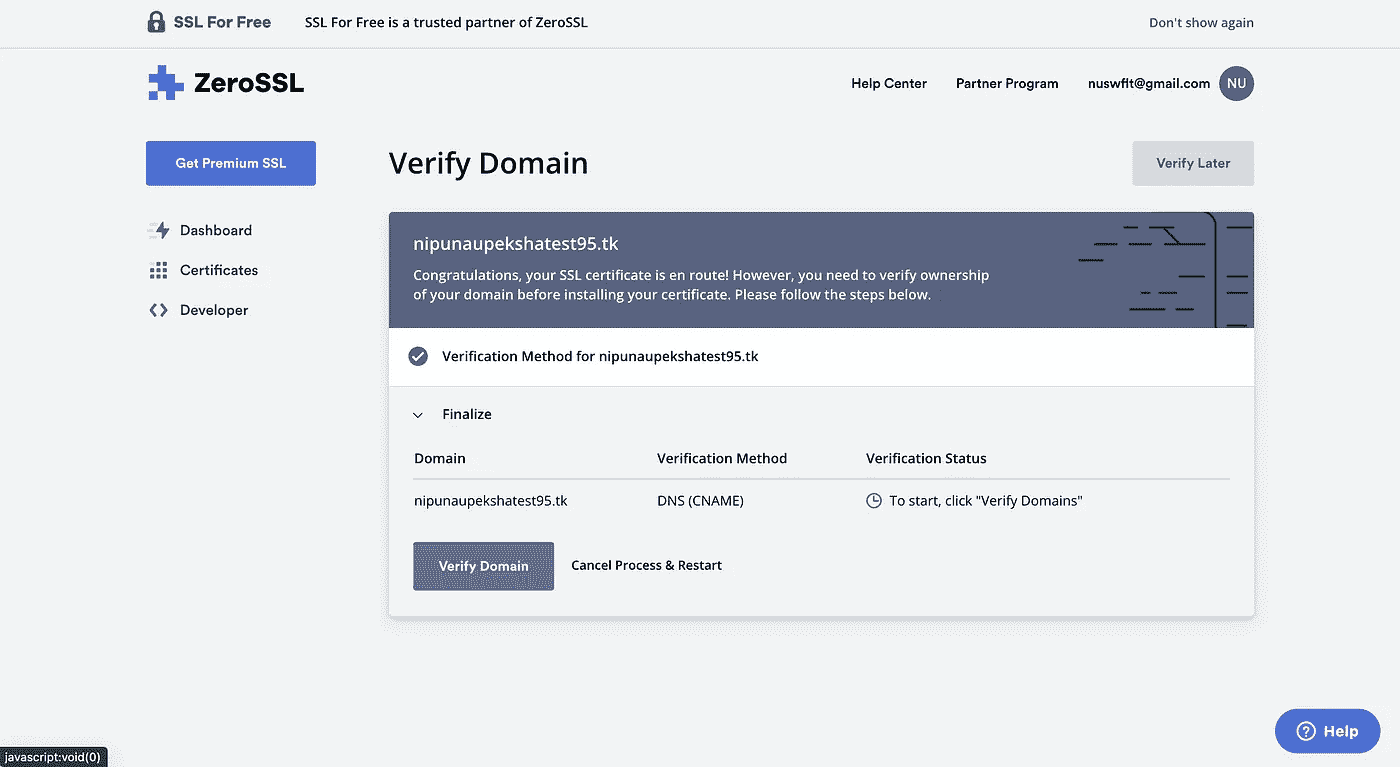 SSL For Free
SSL For Free is a trusted partner of ZeroSSL
Don't show again
ZeroSSL
Help Center
Partner Program
nuswflt@gmail.com
NU
Get Premium SSL
Verify Domain
Verify Later
Dashboard
Certificates
Developer
nipunaupekshatest95.tk
Congratulations, your SSL certificate is en route! However, you need to verify ownership
of your domain before installing your certificate. Please follow the steps below.
Verification Method for nipunaupekshatest95.tk
Finalize
Domain
Verification Method
Verification Status
nipunaupekshatest95.tk
DNS (CNAME)
To start, click "Verify Domains"
Verify Domain
Cancel Process & Restart
Help
javascript:void(0)